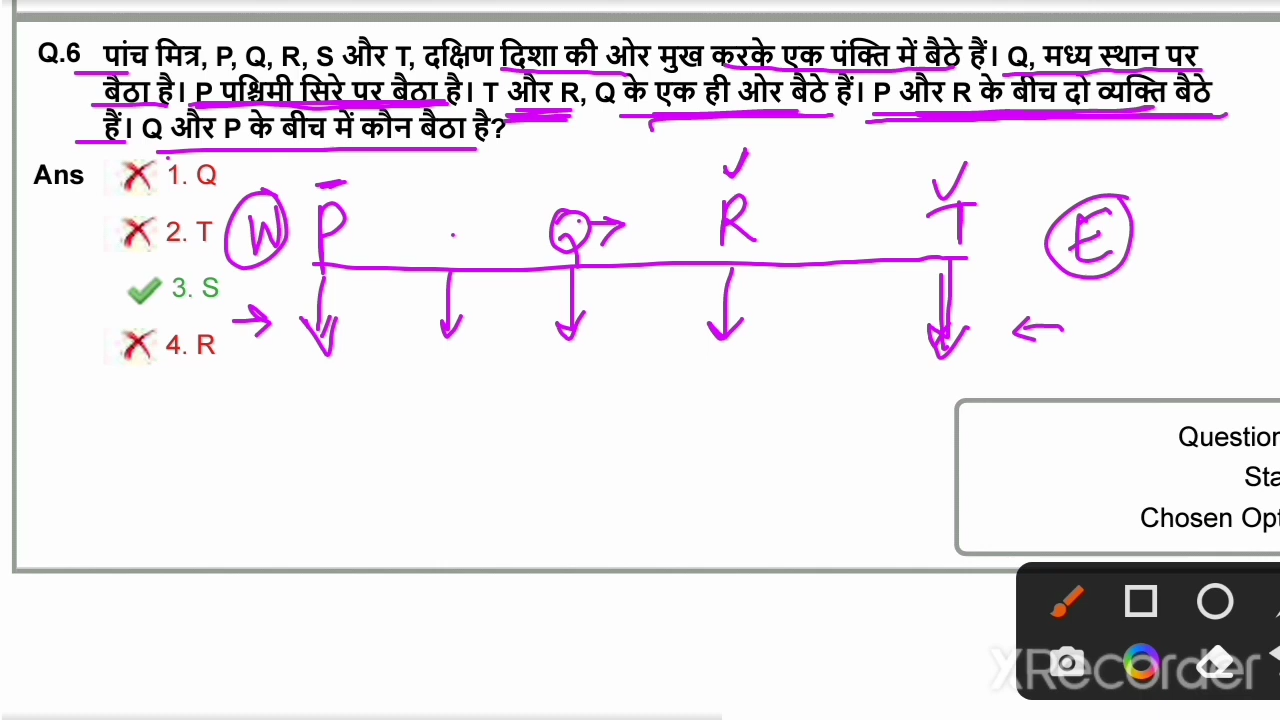 Q.6 पांच मित्र, P, Q, R, S और T, दक्षिण दिशा की ओर मुख करके एक पंक्ति में बैठे हैं। Q, मध्य स्थान पर
बैठा है। P पश्चिमी सिरे पर बैठा है। T और R, Q के एक ही ओर बैठे हैं। P और R के बीच दो व्यक्ति बैठे
हैं। Q और P के बीच में कौन बैठा है?
Ans 1. Q
2. T
3. S
4. R
W P Q R T E
Question
Sta
Chosen Opt
XRecorder